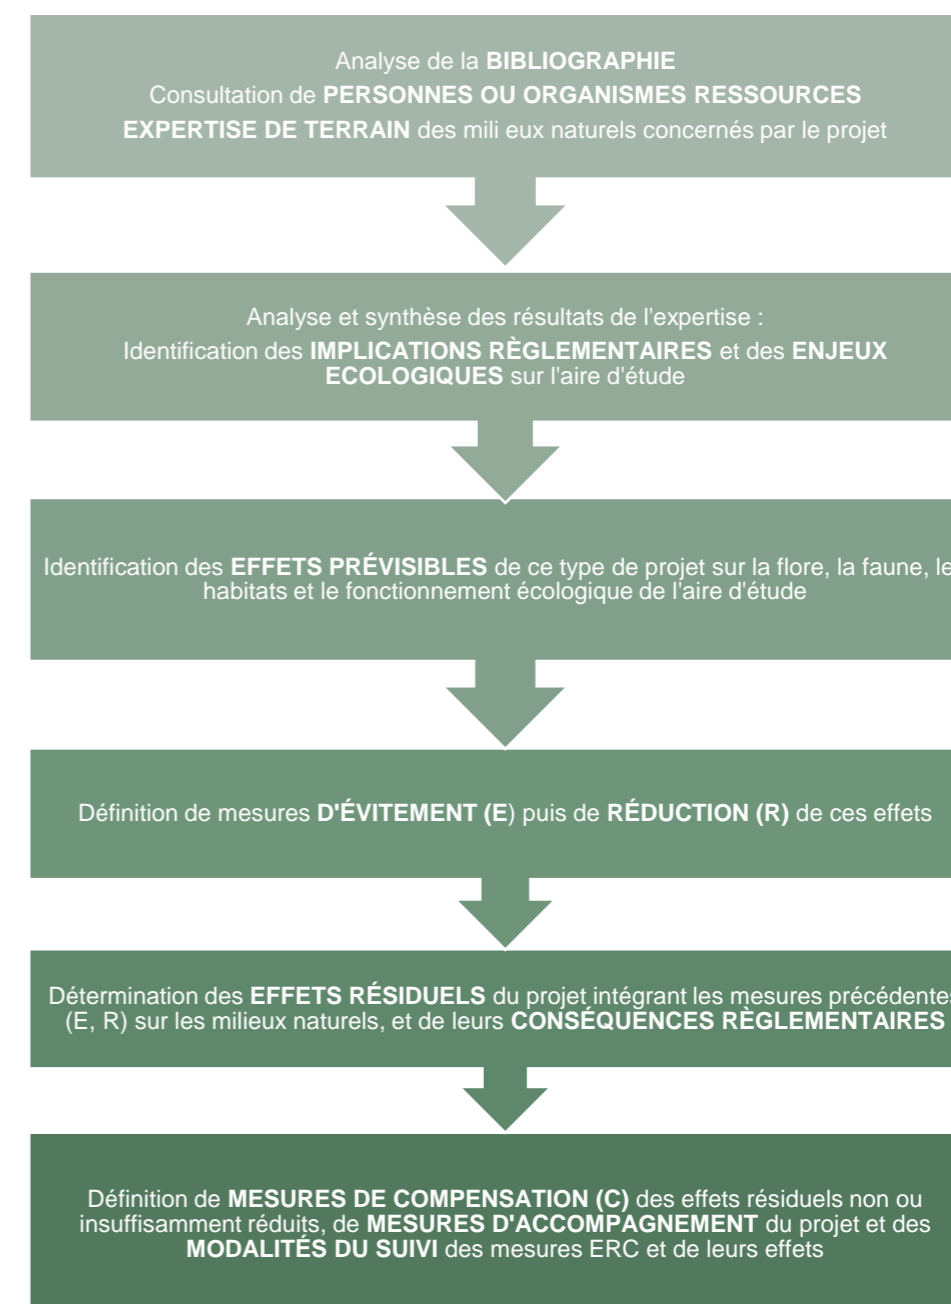 Analyse de la BIBLIOGRAPHIE
Consultation de PERSONNES OU ORGANISMES RESSOURCES
EXPERTISE DE TERRAIN des mili eux naturels concernés par le projet
Analyse et synthèse des résultats de l'expertise :
Identification des IMPLICATIONS RÈGLEMENTAIRES et des ENJEUX
ECOLOGIQUES sur l'aire d'étude
Identification des EFFETS PRÉVISIBLES de ce type de projet sur la flore, la faune, le
habitats et le fonctionnement écologique de l'aire d'étude
Définition de mesures D'ÉVITEMENT (E) puis de RÉDUCTION (R) de ces effets
Détermination des EFFETS RÉSIDUELS du projet intégrant les mesures précédentes
(E, R) sur les milieux naturels, et de leurs CONSÉQUENCES RÈGLEMENTAIRES
Définition de MESURES DE COMPENSATION (C) des effets résiduels non ou
insuffisamment réduits, de MESURES D'ACCOMPAGNEMENT du projet et des
MODALITÉS DU SUIVI des mesures ERC et de leurs effets